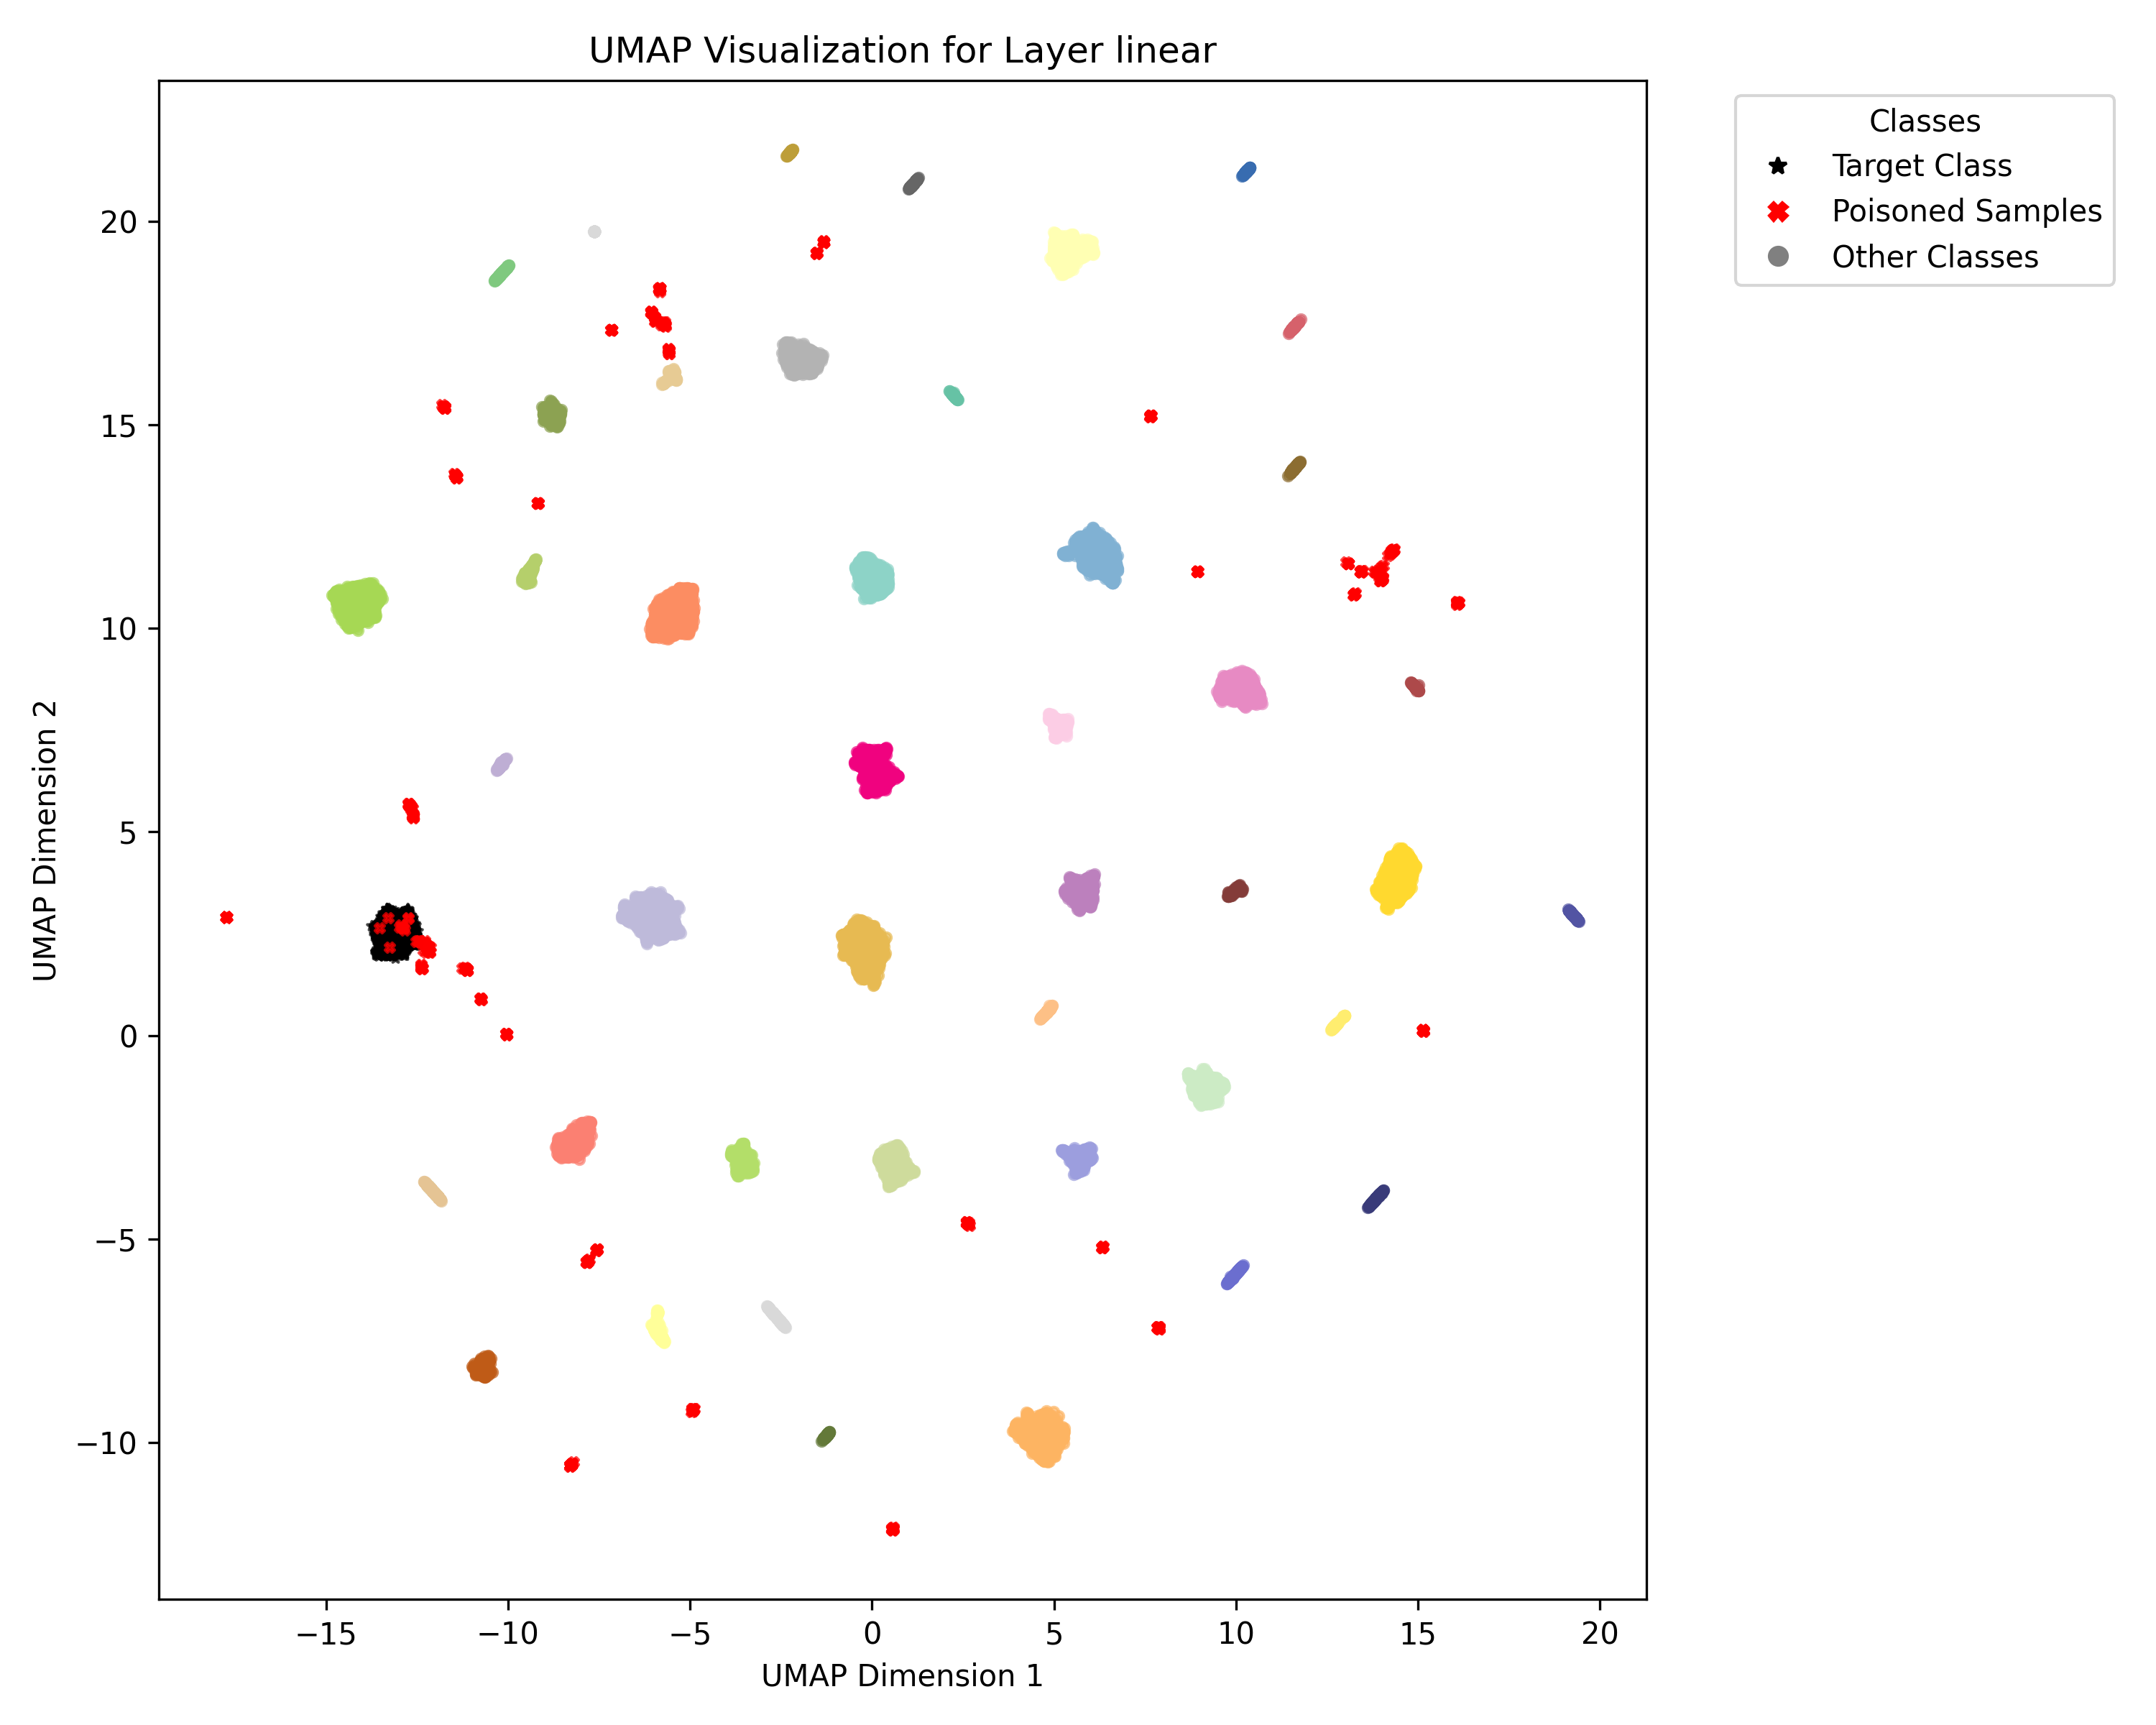 UMAP Visualization for Layer linear
Classes
Target Class
Poisoned Samples
Other Classes
UMAP Dimension 2
20
15
10
5
0
−5
−10
−15
−10
−5
0
5
10
15
20
UMAP Dimension 1